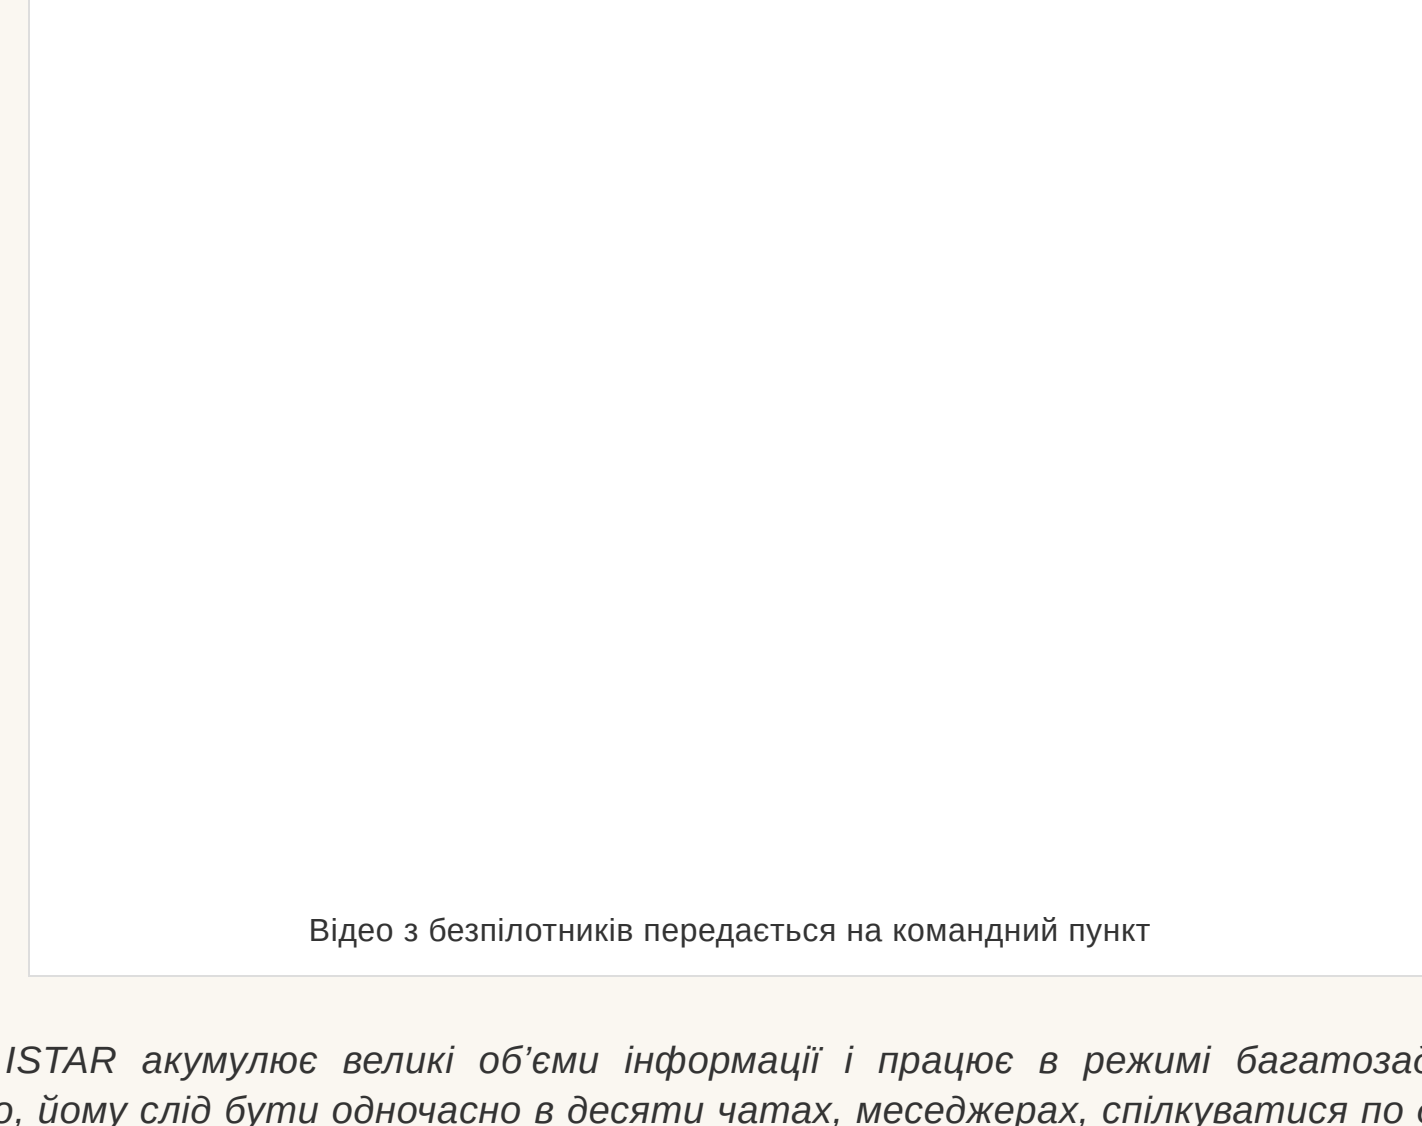 Відео з безпілотників передається на командний пункт
ISTAR акумулює великі об’єми інформації і працює в режимі
йому слід бути одночасно в десяти чатах, меседжерах, спілкуватися по